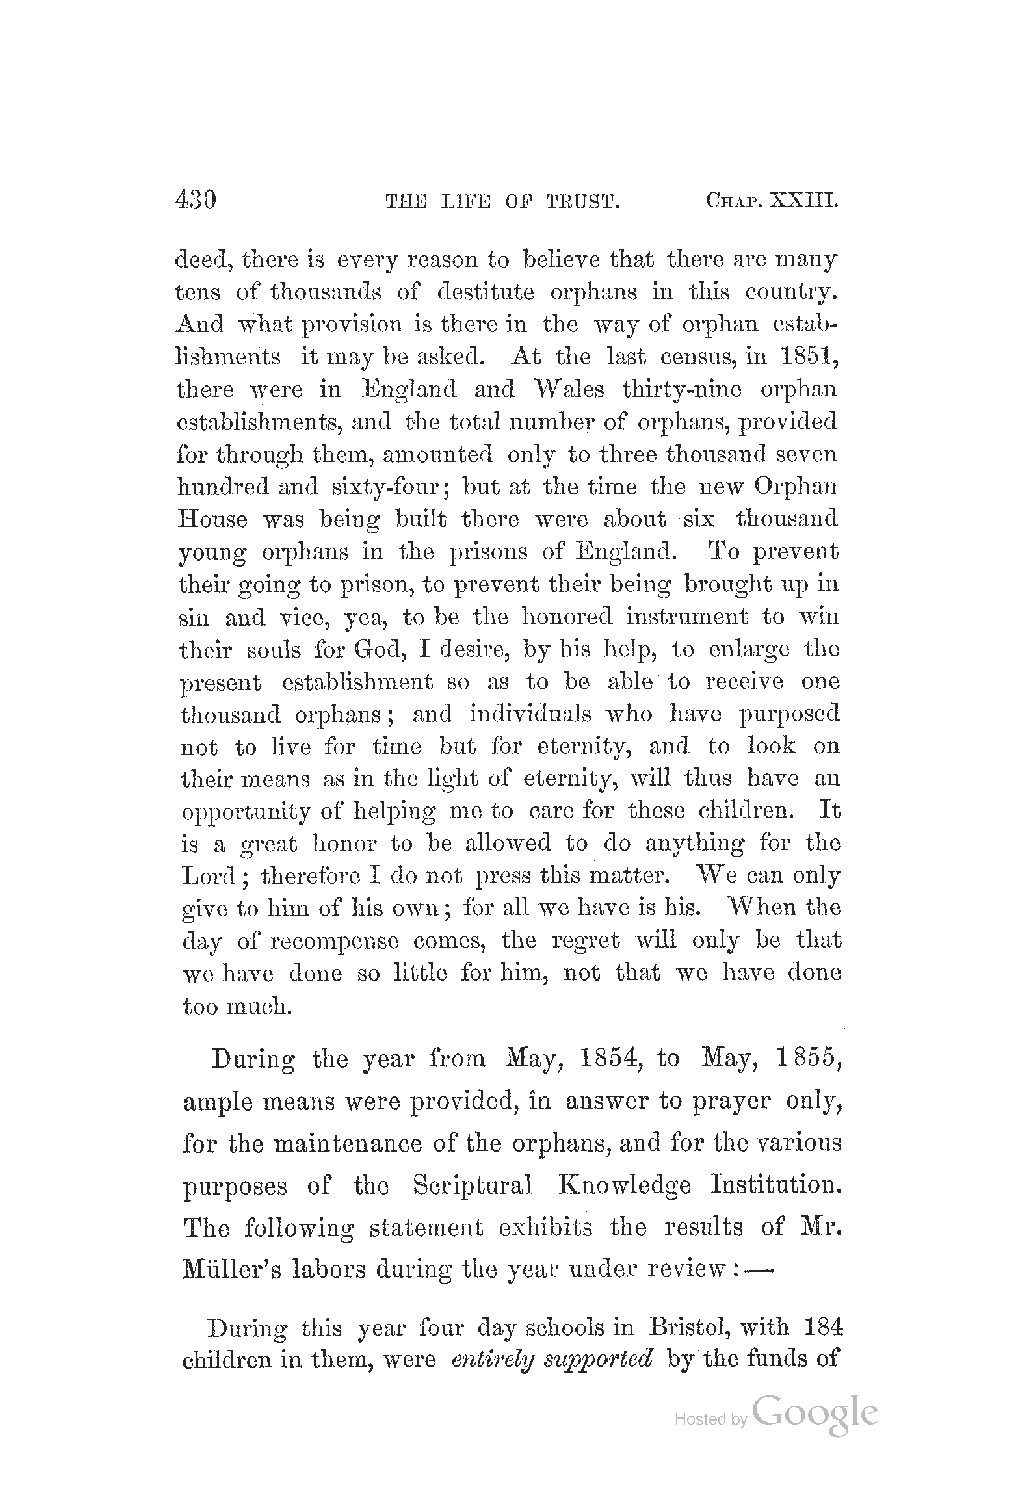 430 THE LIFE OF TRUST. CHAP. XXIII.
deed, there is every reason to believe that there are many
tens of thousands of destitute orphans in this country.
And what provision is there in the way of orphan estab-
lishments it may be asked. At the last census, in 1851,
there were in England and Wales thirty-nine orphan
establishments, and the total number of orphans, provided
for through them, amounted only to three thousand seven
hundred and sixty-four; but at the time the new Orphan
House was being built there were about six thousand
young orphans in the prisons of England. To prevent
their going to prison, to prevent their being brought up in
sin and vice, yea, to be the honored instrument to win
their souls for God, I desire, by his help, to enlarge the
present establishment so as to be able to receive one
thousand orphans; and individuals who have purposed
not to live for time but for eternity, and to look on
their means as in the light of eternity, will thus have an
opportunity of helping me to care for these children. It
is a great honor to be allowed to do anything for the
Lord; therefore I do not press this matter. We can only
give to him of his own; for all we have is his. When the
day of recompense comes, the regret will only be that
we have done so little for him, not that we have done
too much.
During the year from May, 1854, to May, 1855,
ample means were provided, in answer to prayer only,
for the maintenance of the orphans, and for the various
purposes of the Scriptural Knowledge Institution.
The following statement exhibits the results of Mr.
Müller's labors during the year under review:—
During this year four day schools in Bristol, with 184
children in them, were entirely supported by the funds of
Hosted by Google